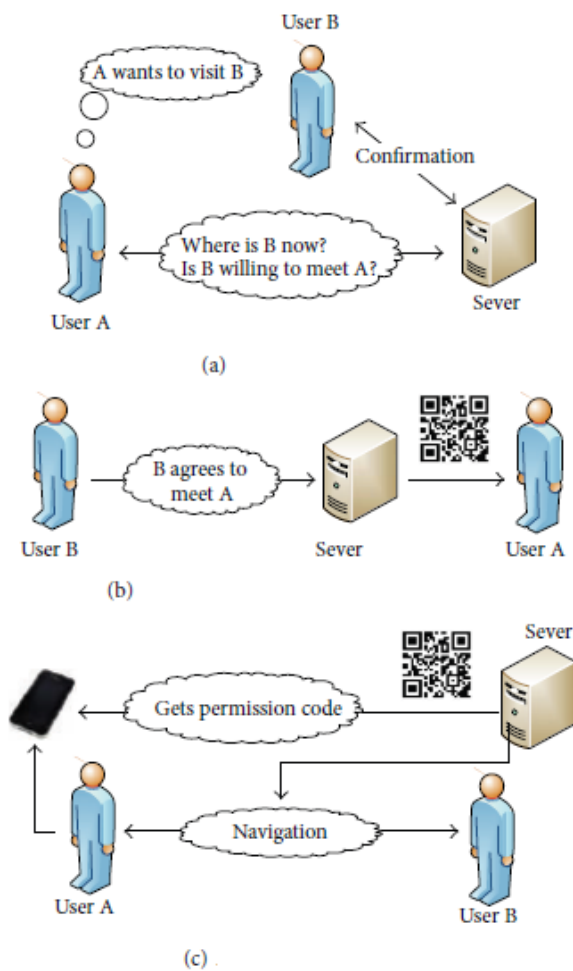 User B
A wants to visit B
Confirmation
Where is B now?
Is B willing to meet A?
User A
Sever
(a)
B agrees to
meet A
User B
Sever
User A
(b)
Sever
Gets permission code
Navigation
User A
User B
(c)